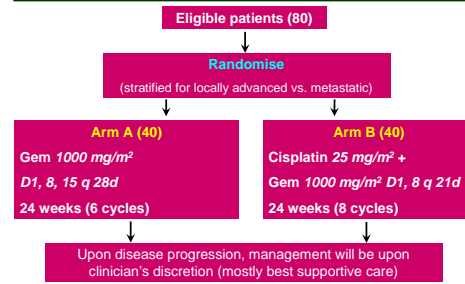 Eligible patients (80)
Randomise
(stratified for locally advanced vs. metastatic)
Arm A (40)
Gem 1000 mg/m²
D1, 8, 15 q 28d
24 weeks (6 cycles)
Arm B (40)
Cisplatin 25 mg/m² +
Gem 1000 mg/m² D1, 8 q 21d
24 weeks (8 cycles)
Upon disease progression, management will be upon
clinician's discretion (mostly best supportive care)